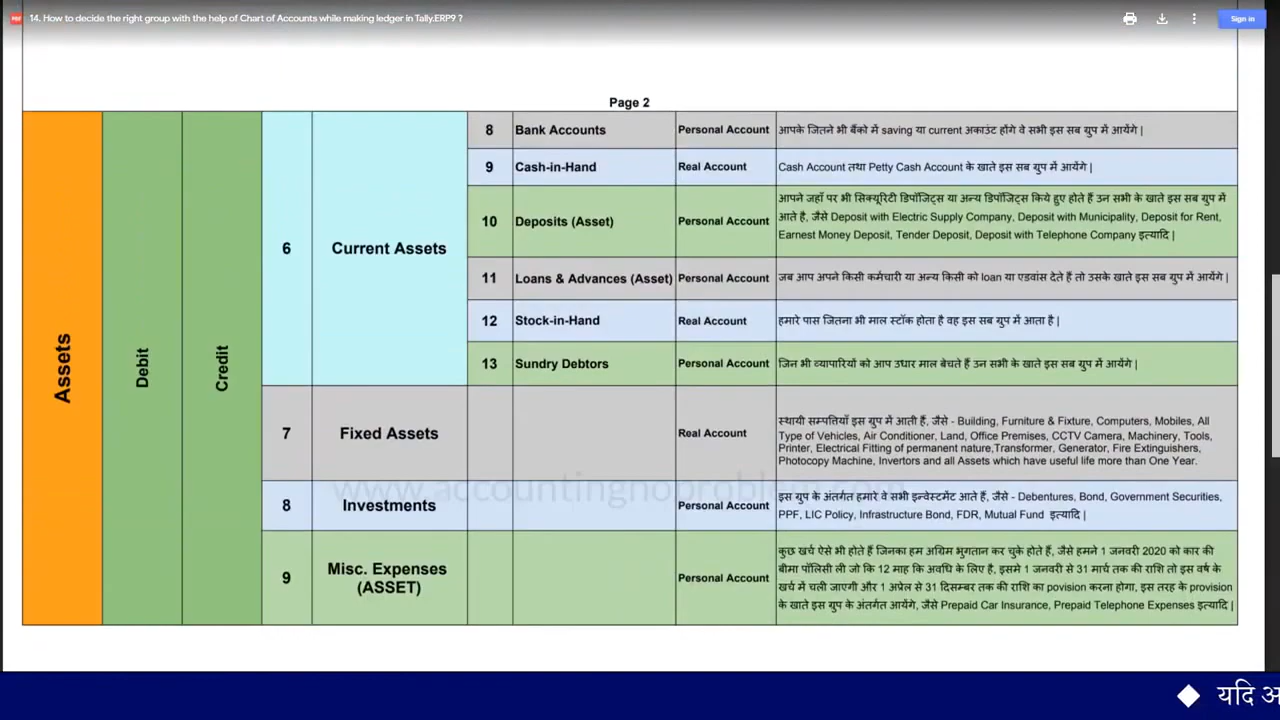 14. How to decide the right group with the help of Chart of Accounts while making ledger in Tally.ERP9 ?
Sign in
Page 2
Assets
Debit
Credit
6
Current Assets
8
Bank Accounts
Personal Account
आपके जितने भी बैंको में saving या current अकाउंट होंगे वे सभी इस सब ग्रुप में आयेंगे |
9
Cash-in-Hand
Real Account
Cash Account तथा Petty Cash Account के खाते इस सब ग्रुप में आयेंगे |
10
Deposits (Asset)
Personal Account
आपने जहाँ पर भी सिक्यूरिटी डिपॉजिट्स या अन्य डिपॉजिट्स किये हुए होते हैं उन सभी के खाते इस सब ग्रुप में
आते है, जैसे Deposit with Electric Supply Company, Deposit with Municipality, Deposit for Rent,
Earnest Money Deposit, Tender Deposit, Deposit with Telephone Company इत्यादि |
11
Loans & Advances (Asset)
Personal Account
जब आप अपने किसी कर्मचारी या अन्य किसी को loan या एडवांस देते हैं तो उसके खाते इस सब ग्रुप में आयेंगे |
12
Stock-in-Hand
Real Account
हमारे पास जितना भी माल स्टॉक होता है वह इस सब ग्रुप में आता है |
13
Sundry Debtors
Personal Account
जिन भी व्यापारियों को आप उधार माल बेचते हैं उन सभी के खाते इस सब ग्रुप में आयेंगे |
7
Fixed Assets
Real Account
स्थायी सम्पत्तियाँ इस ग्रुप में आती हैं, जैसे - Building, Furniture & Fixture, Computers, Mobiles, All
Type of Vehicles, Air Conditioner, Land, Office Premises, CCTV Camera, Machinery, Tools,
Printer, Electrical Fitting of permanent nature,Transformer, Generator, Fire Extinguishers,
Photocopy Machine, Invertors and all Assets which have useful life more than One Year.
www.accountingnoproblem.com
8
Investments
Personal Account
इस ग्रुप के अंतर्गत हमारे वे सभी इन्वेस्टमेंट आते हैं, जैसे - Debentures, Bond, Government Securities,
PPF, LIC Policy, Infrastructure Bond, FDR, Mutual Fund इत्यादि |
9
Misc. Expenses
(ASSET)
Personal Account
कुछ खर्च ऐसे भी होते हैं जिनका हम अग्रिम भुगतान कर चुके होते हैं, जैसे हमने 1 जनवरी 2020 को कार की
बीमा पॉलिसी ली जो कि 12 माह कि अवधि के लिए है, इसमे 1 जनवरी से 31 मार्च तक की राशि तो इस वर्ष के
खर्च में चली जाएगी और 1 अप्रेल से 31 दिसम्बर तक की राशि का povision करना होगा, इस तरह के provision
के खाते इस ग्रुप के अंतर्गत आयेंगे, जैसे Prepaid Car Insurance, Prepaid Telephone Expenses इत्यादि |
यदि अ